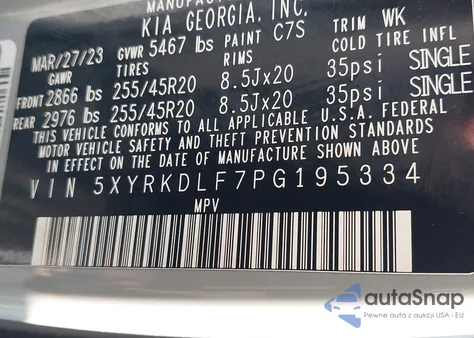 KIA GEORGIA, INC.
MAR/27/23 GVWR 5467 lbs PAINT C7S TRIM WK
GAWR TIRES RIMS COLD TIRE INFL
FRONT 2866 lbs 255/45R20 8.5Jx20 35psi SINGLE
REAR 2976 lbs 255/45R20 8.5Jx20 35psi SINGLE
THIS VEHICLE CONFORMS TO ALL APPLICABLE U.S.A. FEDERAL
MOTOR VEHICLE SAFETY AND THEFT PREVENTION STANDARDS
IN EFFECT ON THE DATE OF MANUFACTURE SHOWN ABOVE.
VIN 5XYRKDLF7PG195334
MPV
autoSnap
Pewne auta z aukcji USA i EU